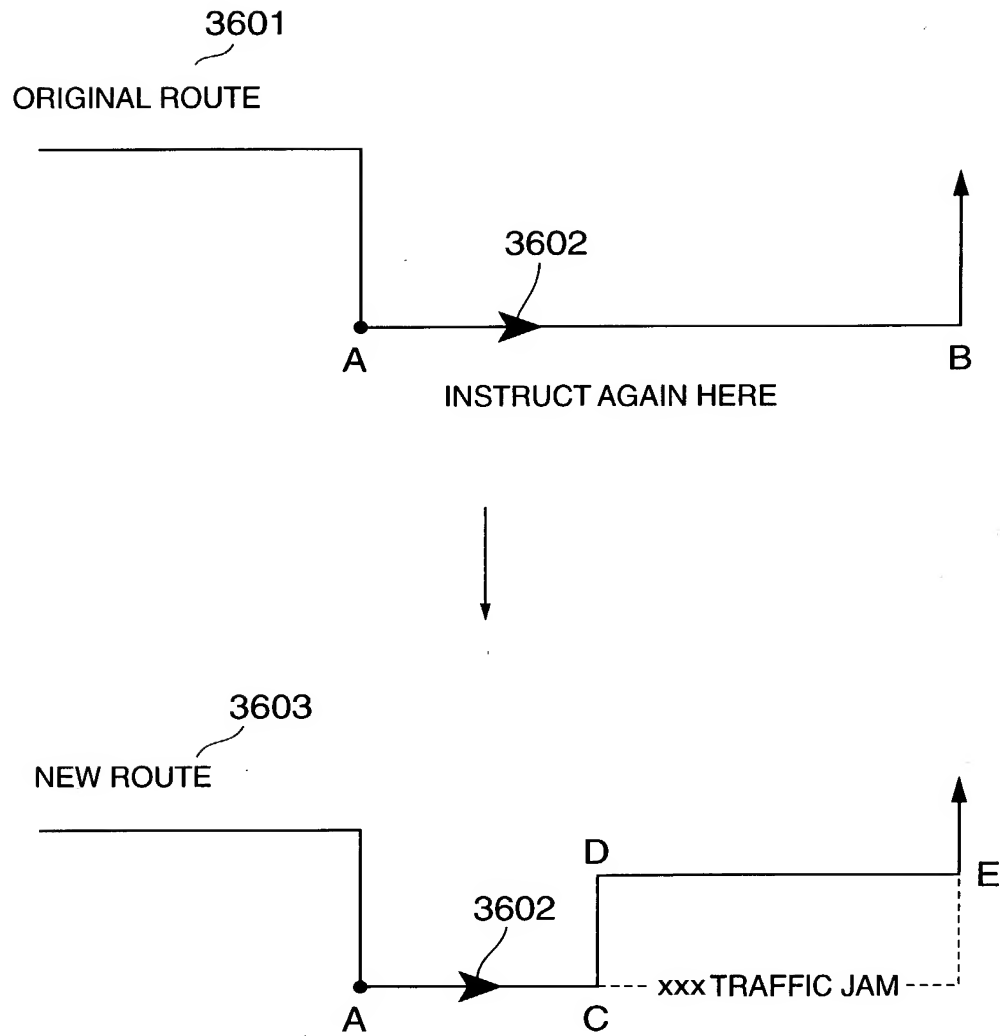 3601
ORIGINAL ROUTE
3602
A
B
INSTRUCT AGAIN HERE
3603
NEW ROUTE
D
E
3602
xxx TRAFFIC JAM
A
C